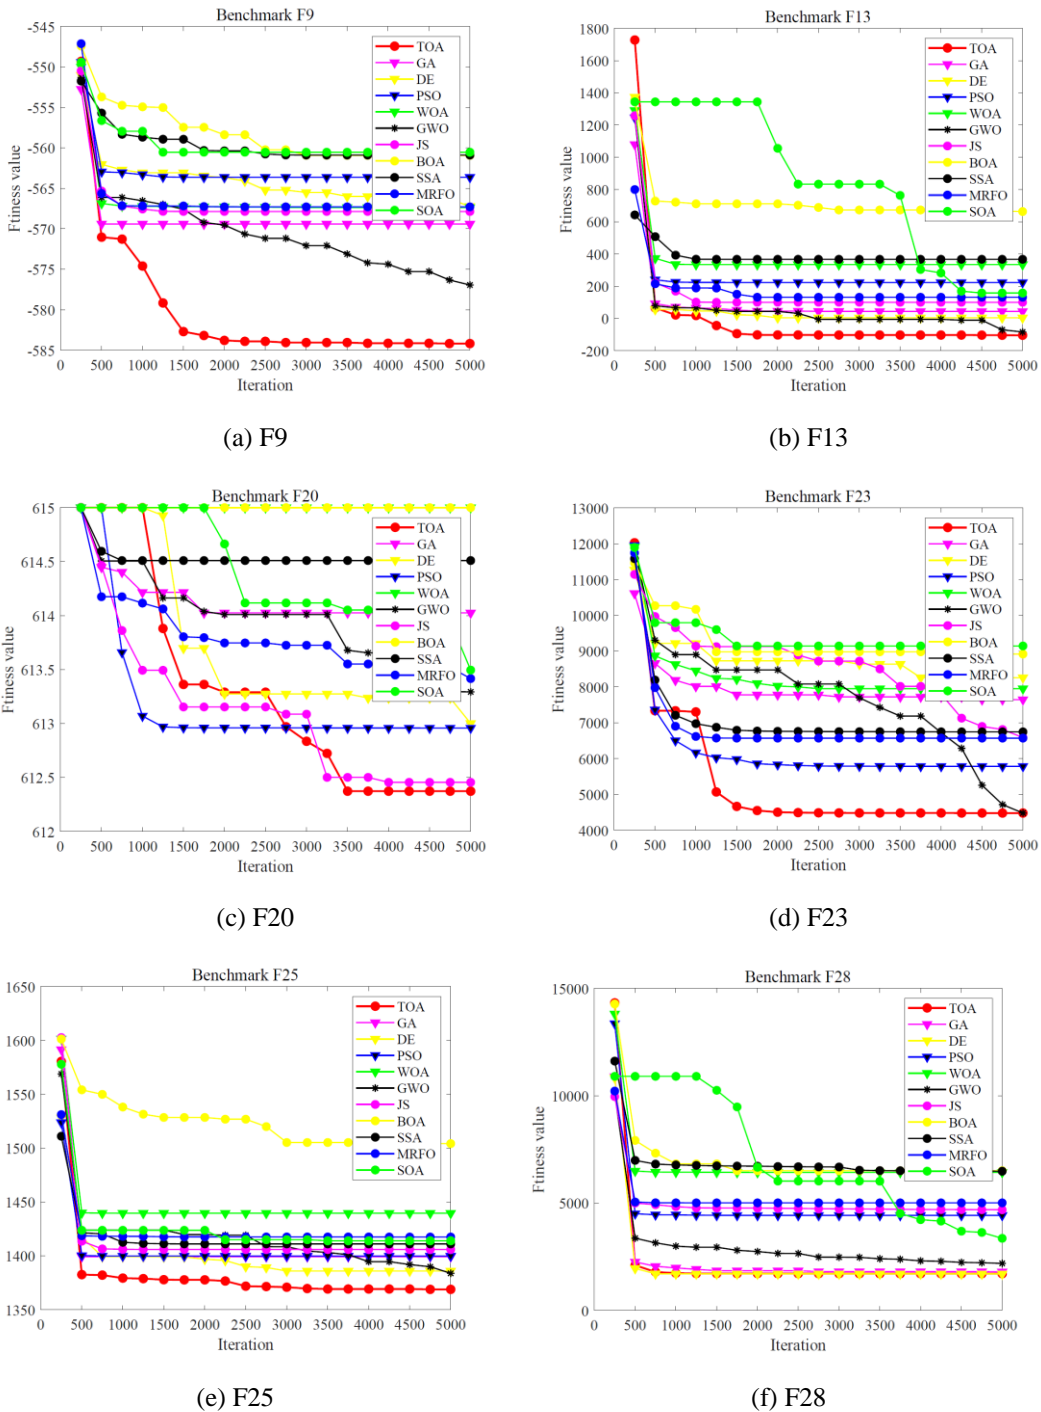 Benchmark F9
-545
-550
-555
-560
-565
-570
-575
-580
-585
Ftiness value
0 500 1000 1500 2000 2500 3000 3500 4000 4500 5000
Iteration
TOA
GA
DE
PSO
WOA
GWO
JS
BOA
SSA
MRFO
SOA
(a) F9
Benchmark F13
1800
1600
1400
1200
1000
800
600
400
200
0
-200
Ftiness value
0 500 1000 1500 2000 2500 3000 3500 4000 4500 5000
Iteration
TOA
GA
DE
PSO
WOA
GWO
JS
BOA
SSA
MRFO
SOA
(b) F13
Benchmark F20
615
614.5
614
613.5
613
612.5
612
Ftiness value
0 500 1000 1500 2000 2500 3000 3500 4000 4500 5000
Iteration
TOA
GA
DE
PSO
WOA
GWO
JS
BOA
SSA
MRFO
SOA
(c) F20
Benchmark F23
13000
12000
11000
10000
9000
8000
7000
6000
5000
4000
Ftiness value
0 500 1000 1500 2000 2500 3000 3500 4000 4500 5000
Iteration
TOA
GA
DE
PSO
WOA
GWO
JS
BOA
SSA
MRFO
SOA
(d) F23
Benchmark F25
1650
1600
1550
1500
1450
1400
1350
Ftiness value
0 500 1000 1500 2000 2500 3000 3500 4000 4500 5000
Iteration
TOA
GA
DE
PSO
WOA
GWO
JS
BOA
SSA
MRFO
SOA
(e) F25
Benchmark F28
15000
10000
5000
0
Ftiness value
0 500 1000 1500 2000 2500 3000 3500 4000 4500 5000
Iteration
TOA
GA
DE
PSO
WOA
GWO
JS
BOA
SSA
MRFO
SOA
(f) F28